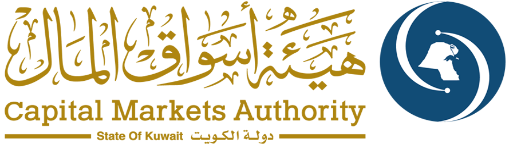 هيئة أسواق المال
Capital Markets Authority
State Of Kuwait دولة الكويت